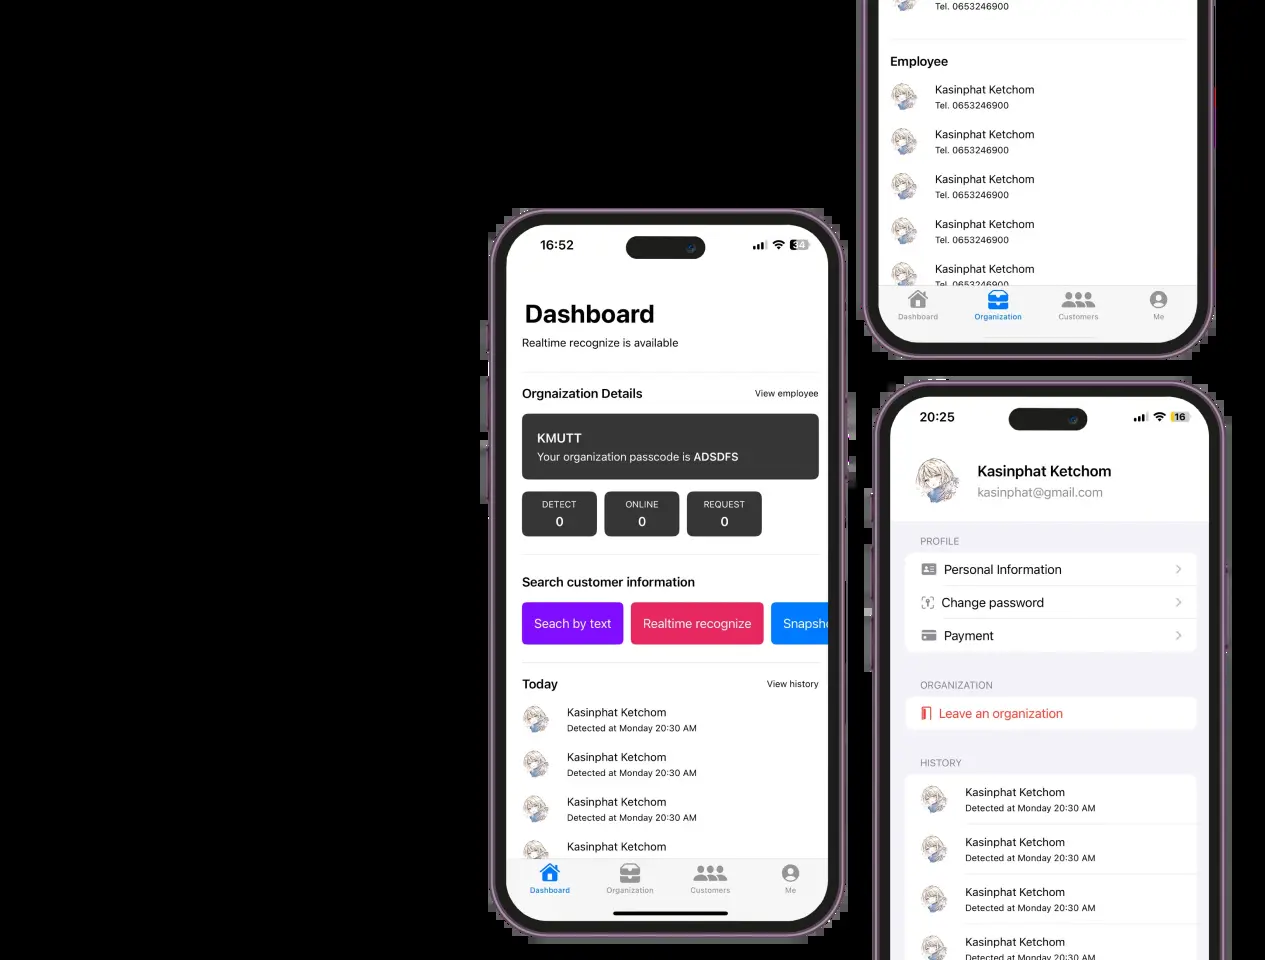 16:52
34
Dashboard
Realtime recognize is available
Orgnaization Details
View employee
KMUTT
Your organization passcode is ADSDFS
DETECT
0
ONLINE
0
REQUEST
0
Search customer information
Seach by text
Realtime recognize
Snapsho
Today
View history
Kasinphat Ketchom
Detected at Monday 20:30 AM
Kasinphat Ketchom
Detected at Monday 20:30 AM
Kasinphat Ketchom
Detected at Monday 20:30 AM
Kasinphat Ketchom
Dashboard
Organization
Customers
Me
Tel. 0653246900
Employee
Kasinphat Ketchom
Tel. 0653246900
Kasinphat Ketchom
Tel. 0653246900
Kasinphat Ketchom
Tel. 0653246900
Kasinphat Ketchom
Tel. 0653246900
Kasinphat Ketchom
Tel. 0653246900
Dashboard
Organization
Customers
Me
20:25
16
Kasinphat Ketchom
kasinphat@gmail.com
PROFILE
Personal Information
Change password
Payment
ORGANIZATION
Leave an organization
HISTORY
Kasinphat Ketchom
Detected at Monday 20:30 AM
Kasinphat Ketchom
Detected at Monday 20:30 AM
Kasinphat Ketchom
Detected at Monday 20:30 AM
Kasinphat Ketchom
Detected at Monday 20:30 AM